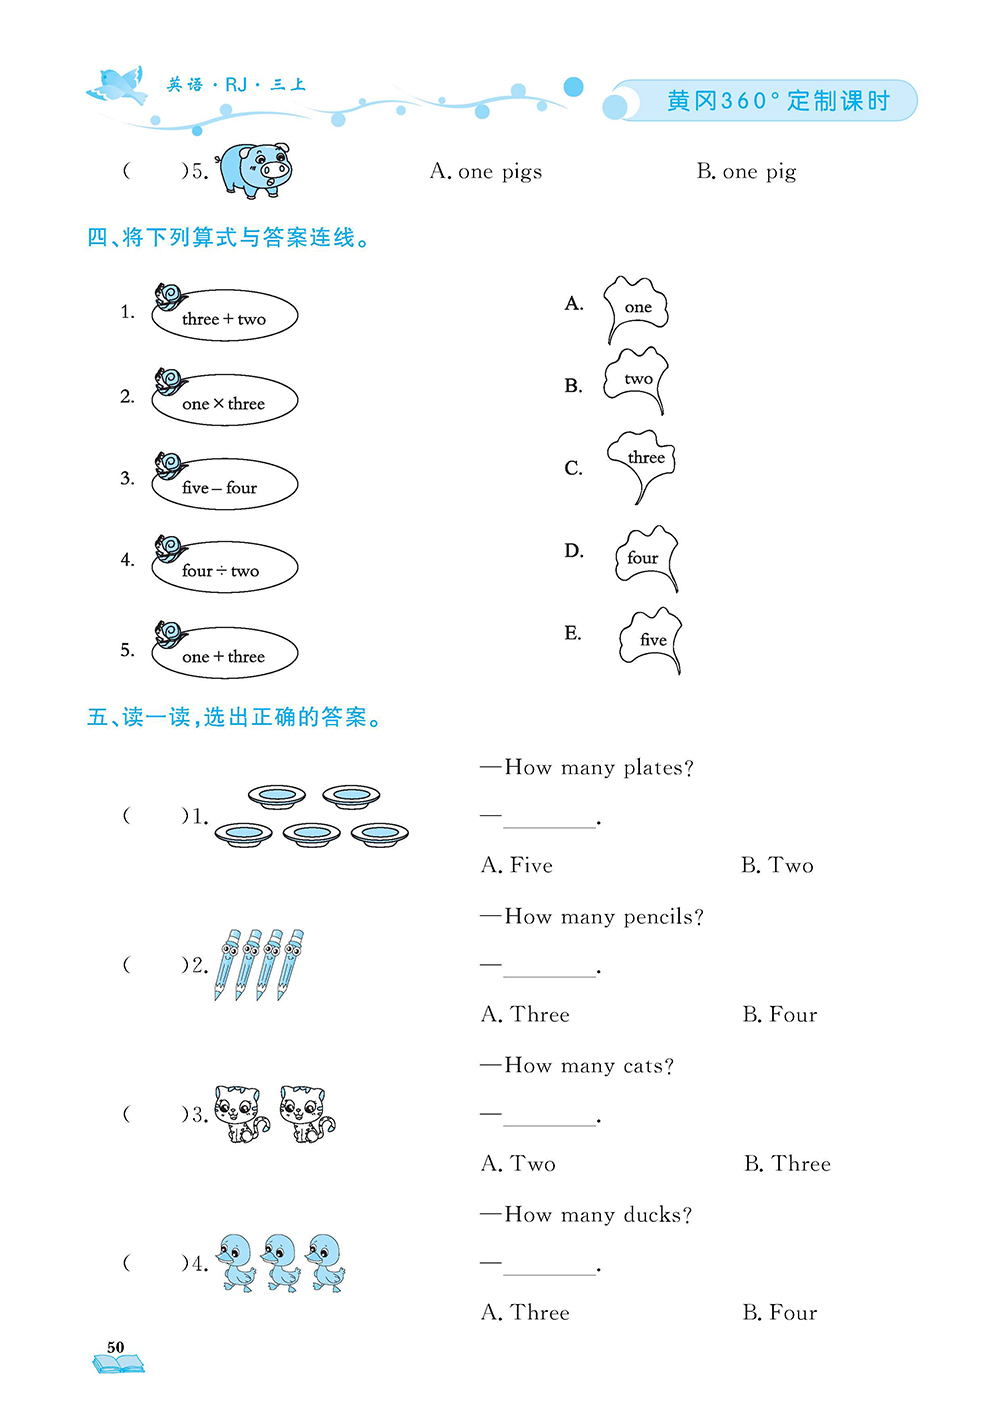 英语·RJ·三上
黄冈360°定制课时
( )5. A. one pigs B. one pig
四、将下列算式与答案连线。
1. three + two A. one
2. one × three B. two
3. five – four C. three
4. four ÷ two D. four
5. one + three E. five
五、读一读,选出正确的答案。
—How many plates?
( )1. —________.
A. Five B. Two
—How many pencils?
( )2. —________.
A. Three B. Four
—How many cats?
( )3. —________.
A. Two B. Three
—How many ducks?
( )4. —________.
A. Three B. Four
50